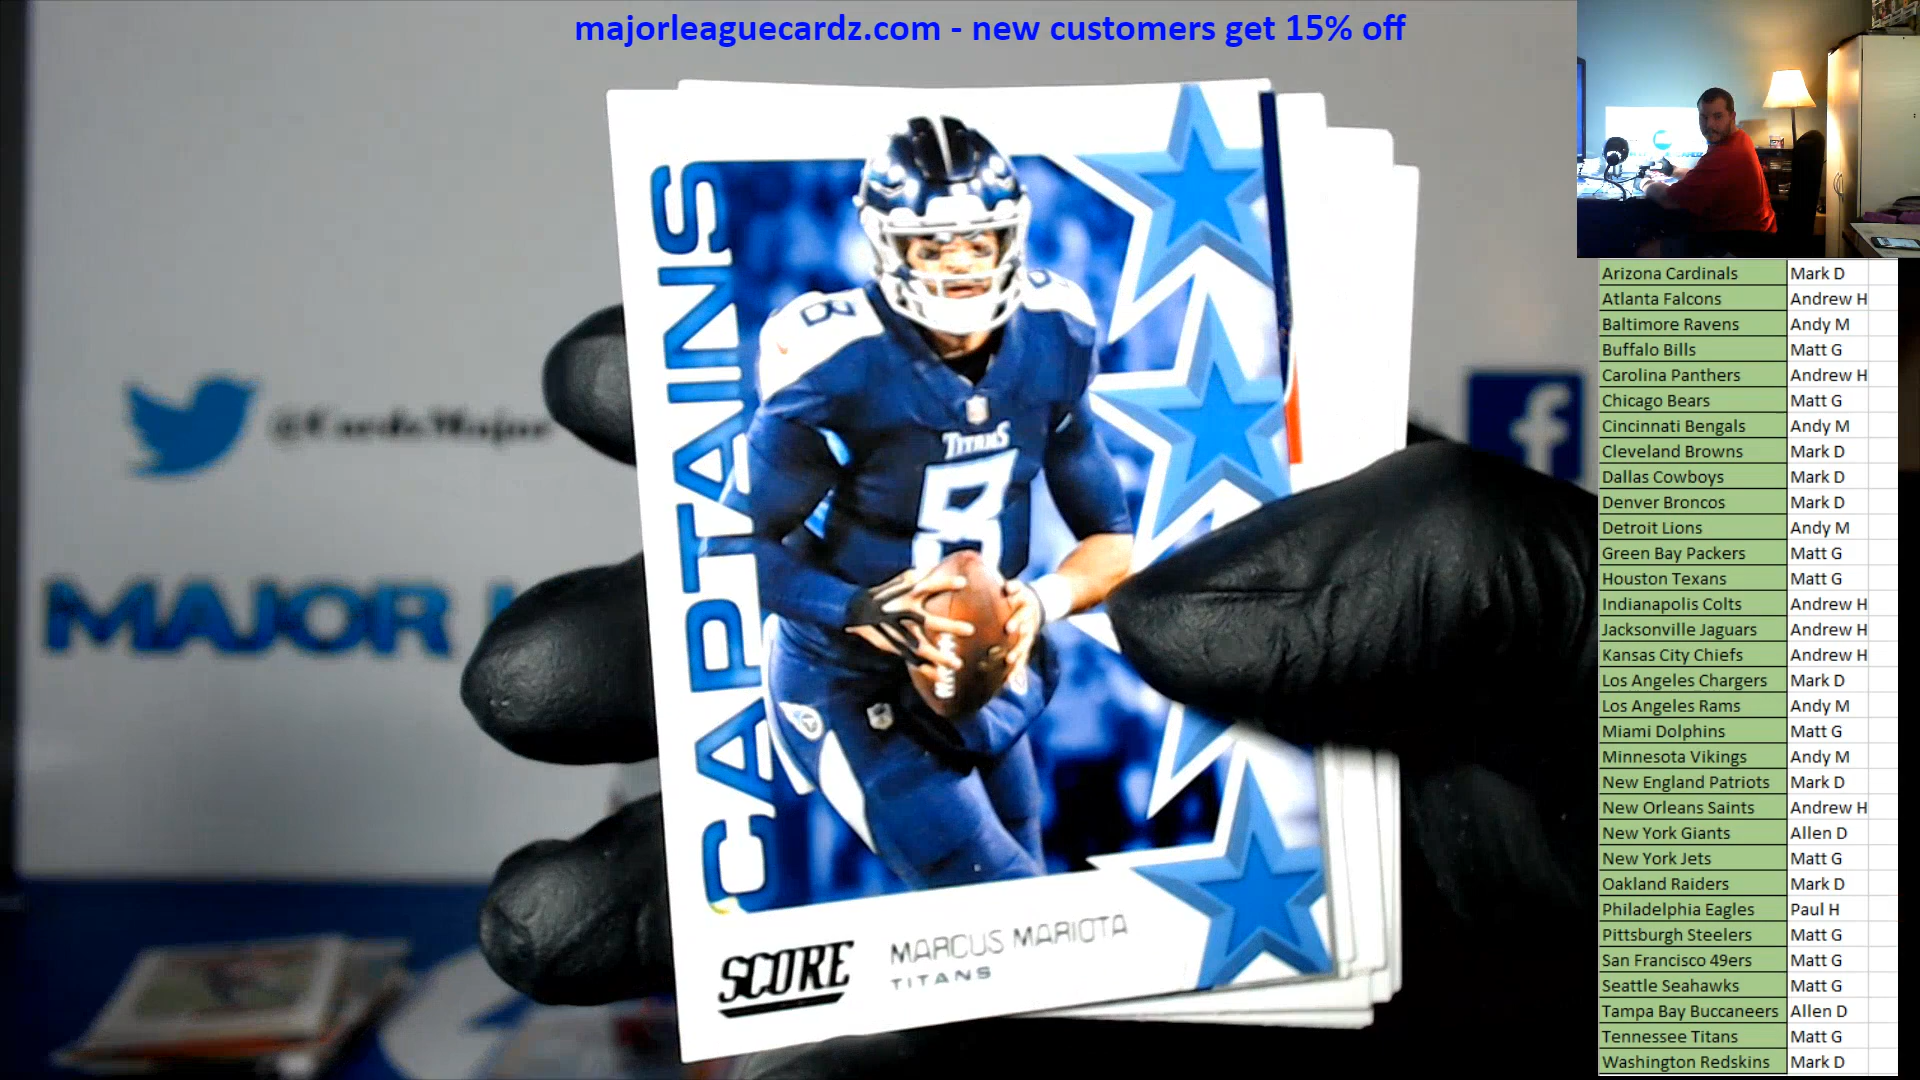 majorleaguecardz.com - new customers get 15% off
CAPTAINS
TITANS
8
8
SCORE
MARCUS MARIOTA
TITANS
@CardzMajor
MAJOR
Arizona Cardinals Mark D
Atlanta Falcons Andrew H
Baltimore Ravens Andy M
Buffalo Bills Matt G
Carolina Panthers Andrew H
Chicago Bears Matt G
Cincinnati Bengals Andy M
Cleveland Browns Mark D
Dallas Cowboys Mark D
Denver Broncos Mark D
Detroit Lions Andy M
Green Bay Packers Matt G
Houston Texans Matt G
Indianapolis Colts Andrew H
Jacksonville Jaguars Andrew H
Kansas City Chiefs Andrew H
Los Angeles Chargers Mark D
Los Angeles Rams Andy M
Miami Dolphins Matt G
Minnesota Vikings Andy M
New England Patriots Mark D
New Orleans Saints Andrew H
New York Giants Allen D
New York Jets Matt G
Oakland Raiders Mark D
Philadelphia Eagles Paul H
Pittsburgh Steelers Matt G
San Francisco 49ers Matt G
Seattle Seahawks Matt G
Tampa Bay Buccaneers Allen D
Tennessee Titans Matt G
Washington Redskins Mark D